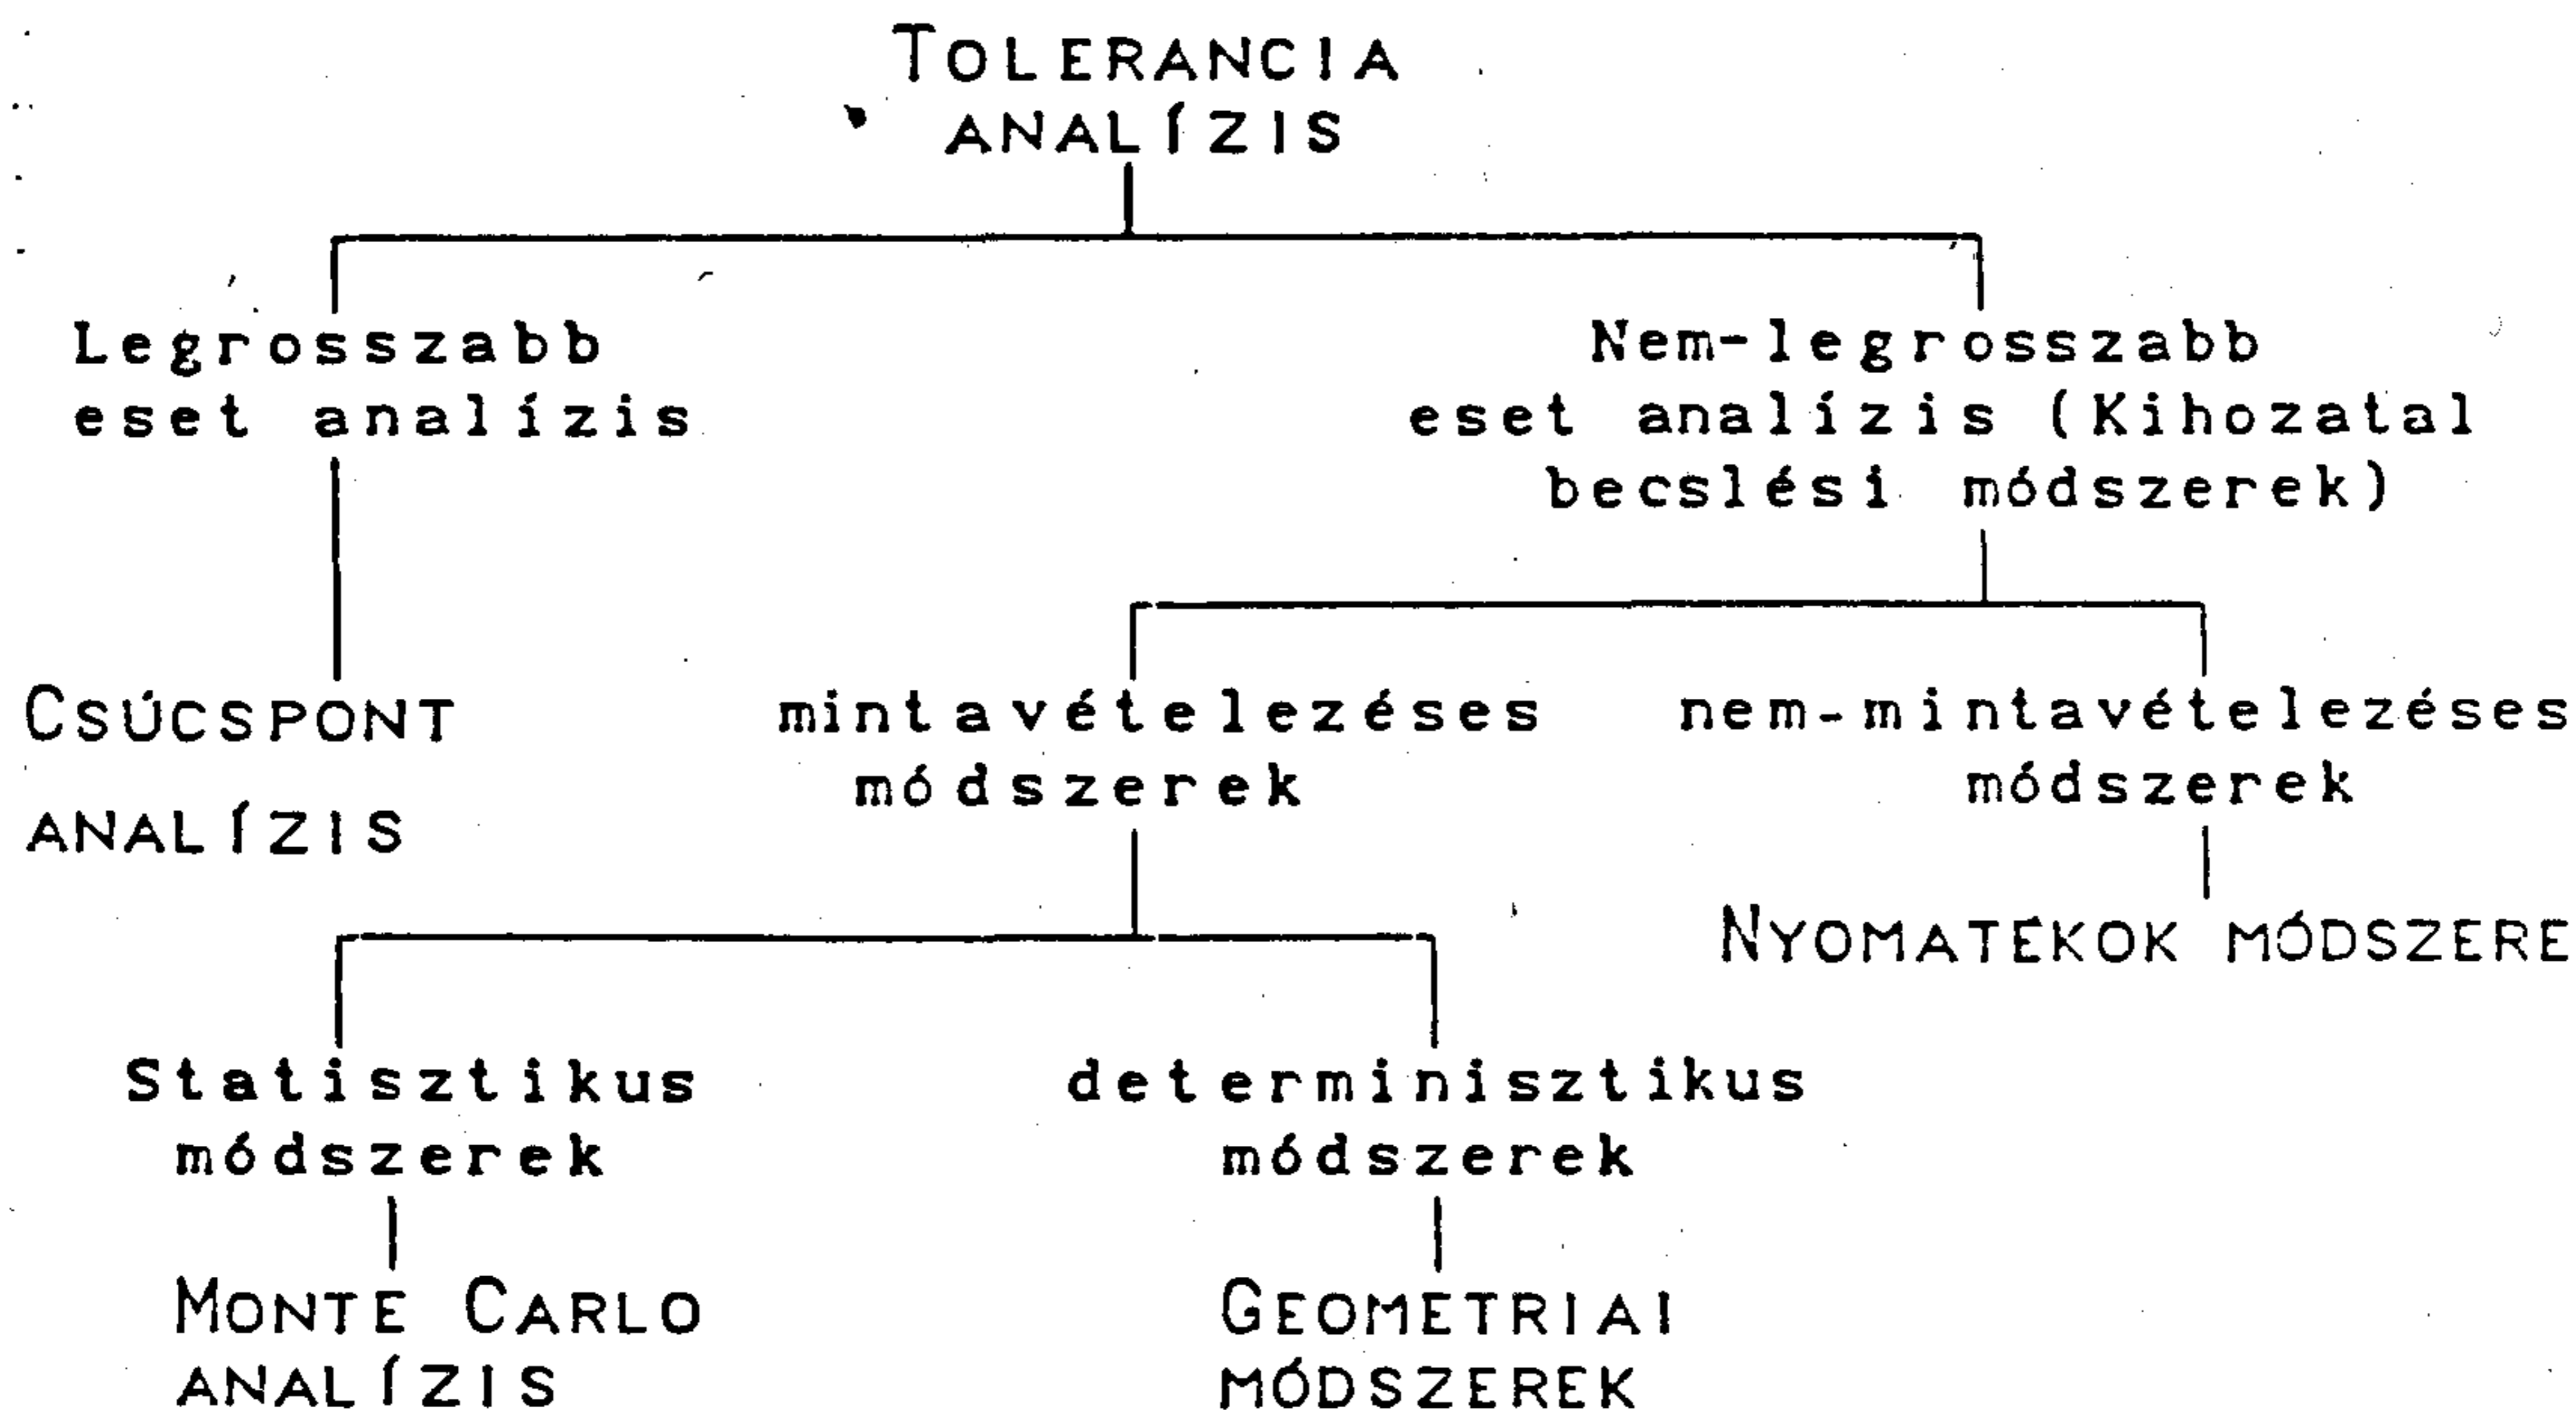 TOLERANCIA
ANALÍZIS
Legrosszabb
eset analízis
Nem-legrosszabb
eset analízis (Kihozatal
becslési módszerek)
CSÚCSPONT
ANALÍZIS
mintavételezéses
módszerek
nem-mintavételezéses
módszerek
NYOMATÉKOK MÓDSZERE
Statisztikus
módszerek
determinisztikus
módszerek
MONTE CARLO
ANALÍZIS
GEOMETRIAI
MÓDSZEREK